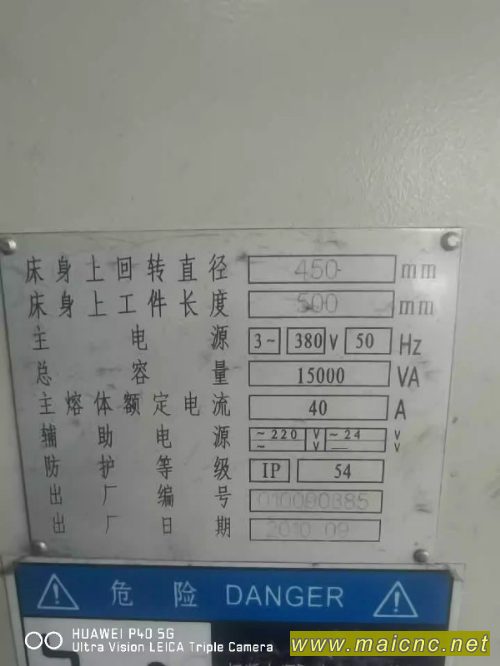 床身上回转直径 450 mm
床身上工件长度 500 mm
主电源 3~ 380 V 50 Hz
总容量 15000 VA
主熔体额定电流 40 A
辅助电源 ~220 V ~24 V
~ V — V
防护等级 IP 54
出厂编号 010090385
出厂日期 2010.09
危险 DANGER
HUAWEI P40 5G
Ultra Vision LEICA Triple Camera
www.maicnc.net